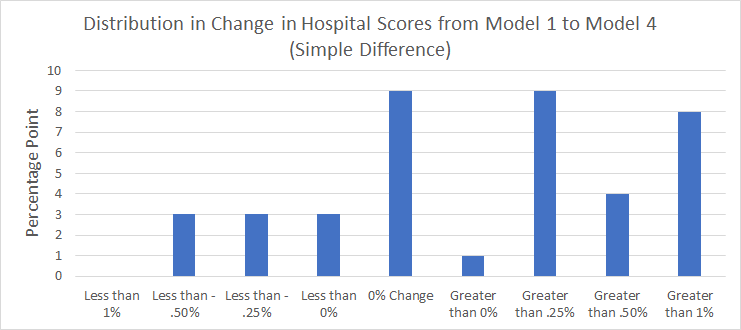 Distribution in Change in Hospital Scores from Model 1 to Model 4
(Simple Difference)
Percentage Point
10
9
8
7
6
5
4
3
2
1
0
Less than
1%
Less than -
.50%
Less than -
.25%
Less than
0%
0% Change
Greater
than 0%
Greater
than .25%
Greater
than .50%
Greater
than 1%